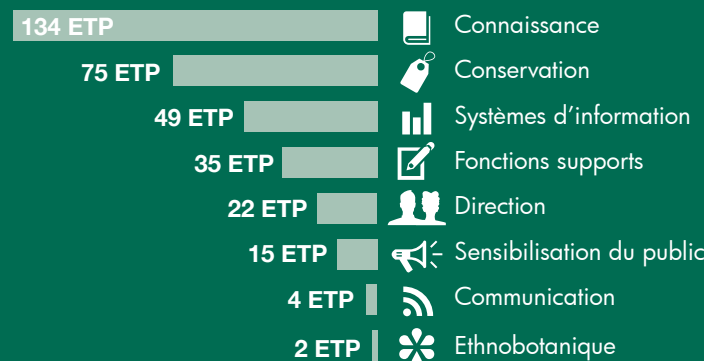 134 ETP Connaissance
75 ETP Conservation
49 ETP Systèmes d'information
35 ETP Fonctions supports
22 ETP Direction
15 ETP Sensibilisation du public
4 ETP Communication
2 ETP Ethnobotanique